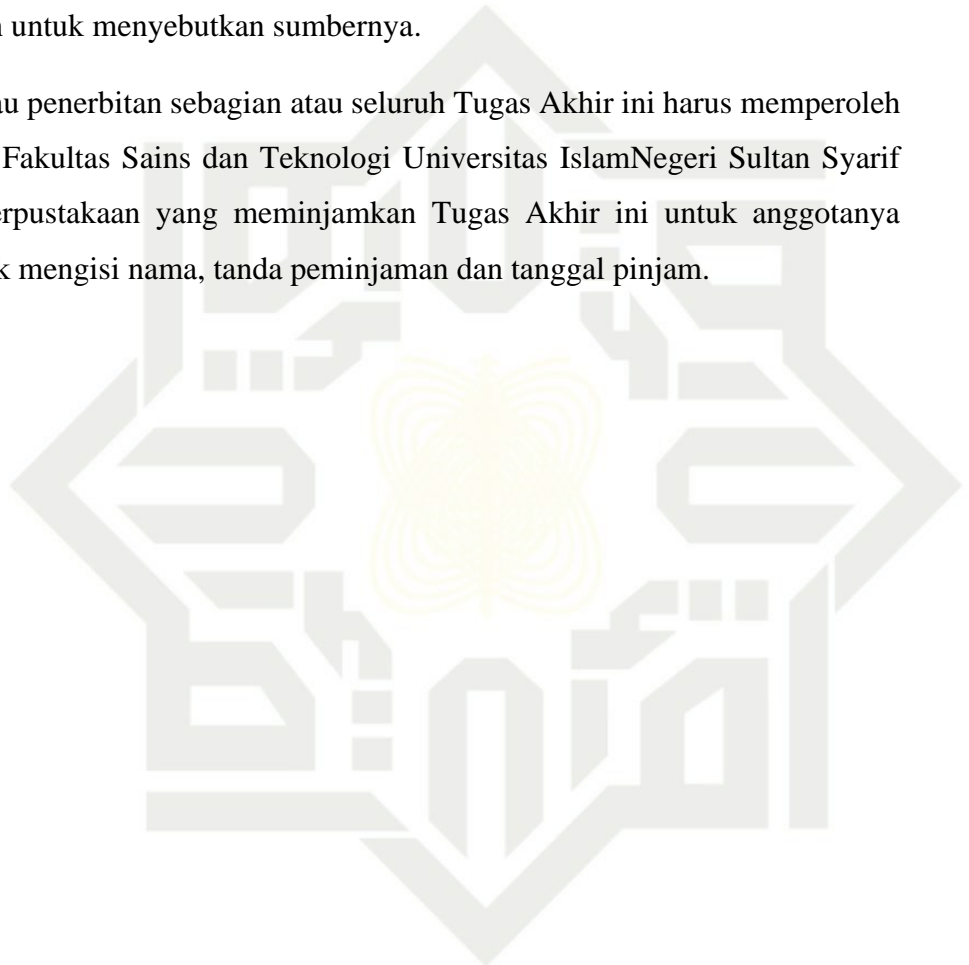 untuk menyebutkan sumbernya.
penerbitan sebagian atau seluruh Tugas Akhir ini harus memperoleh
Fakultas Sains dan Teknologi Universitas IslamNegeri Sultan Syarif
yang meminjamkan Tugas Akhir ini untuk anggotanya
mengisi nama, tanda peminjaman dan tanggal pinjam.